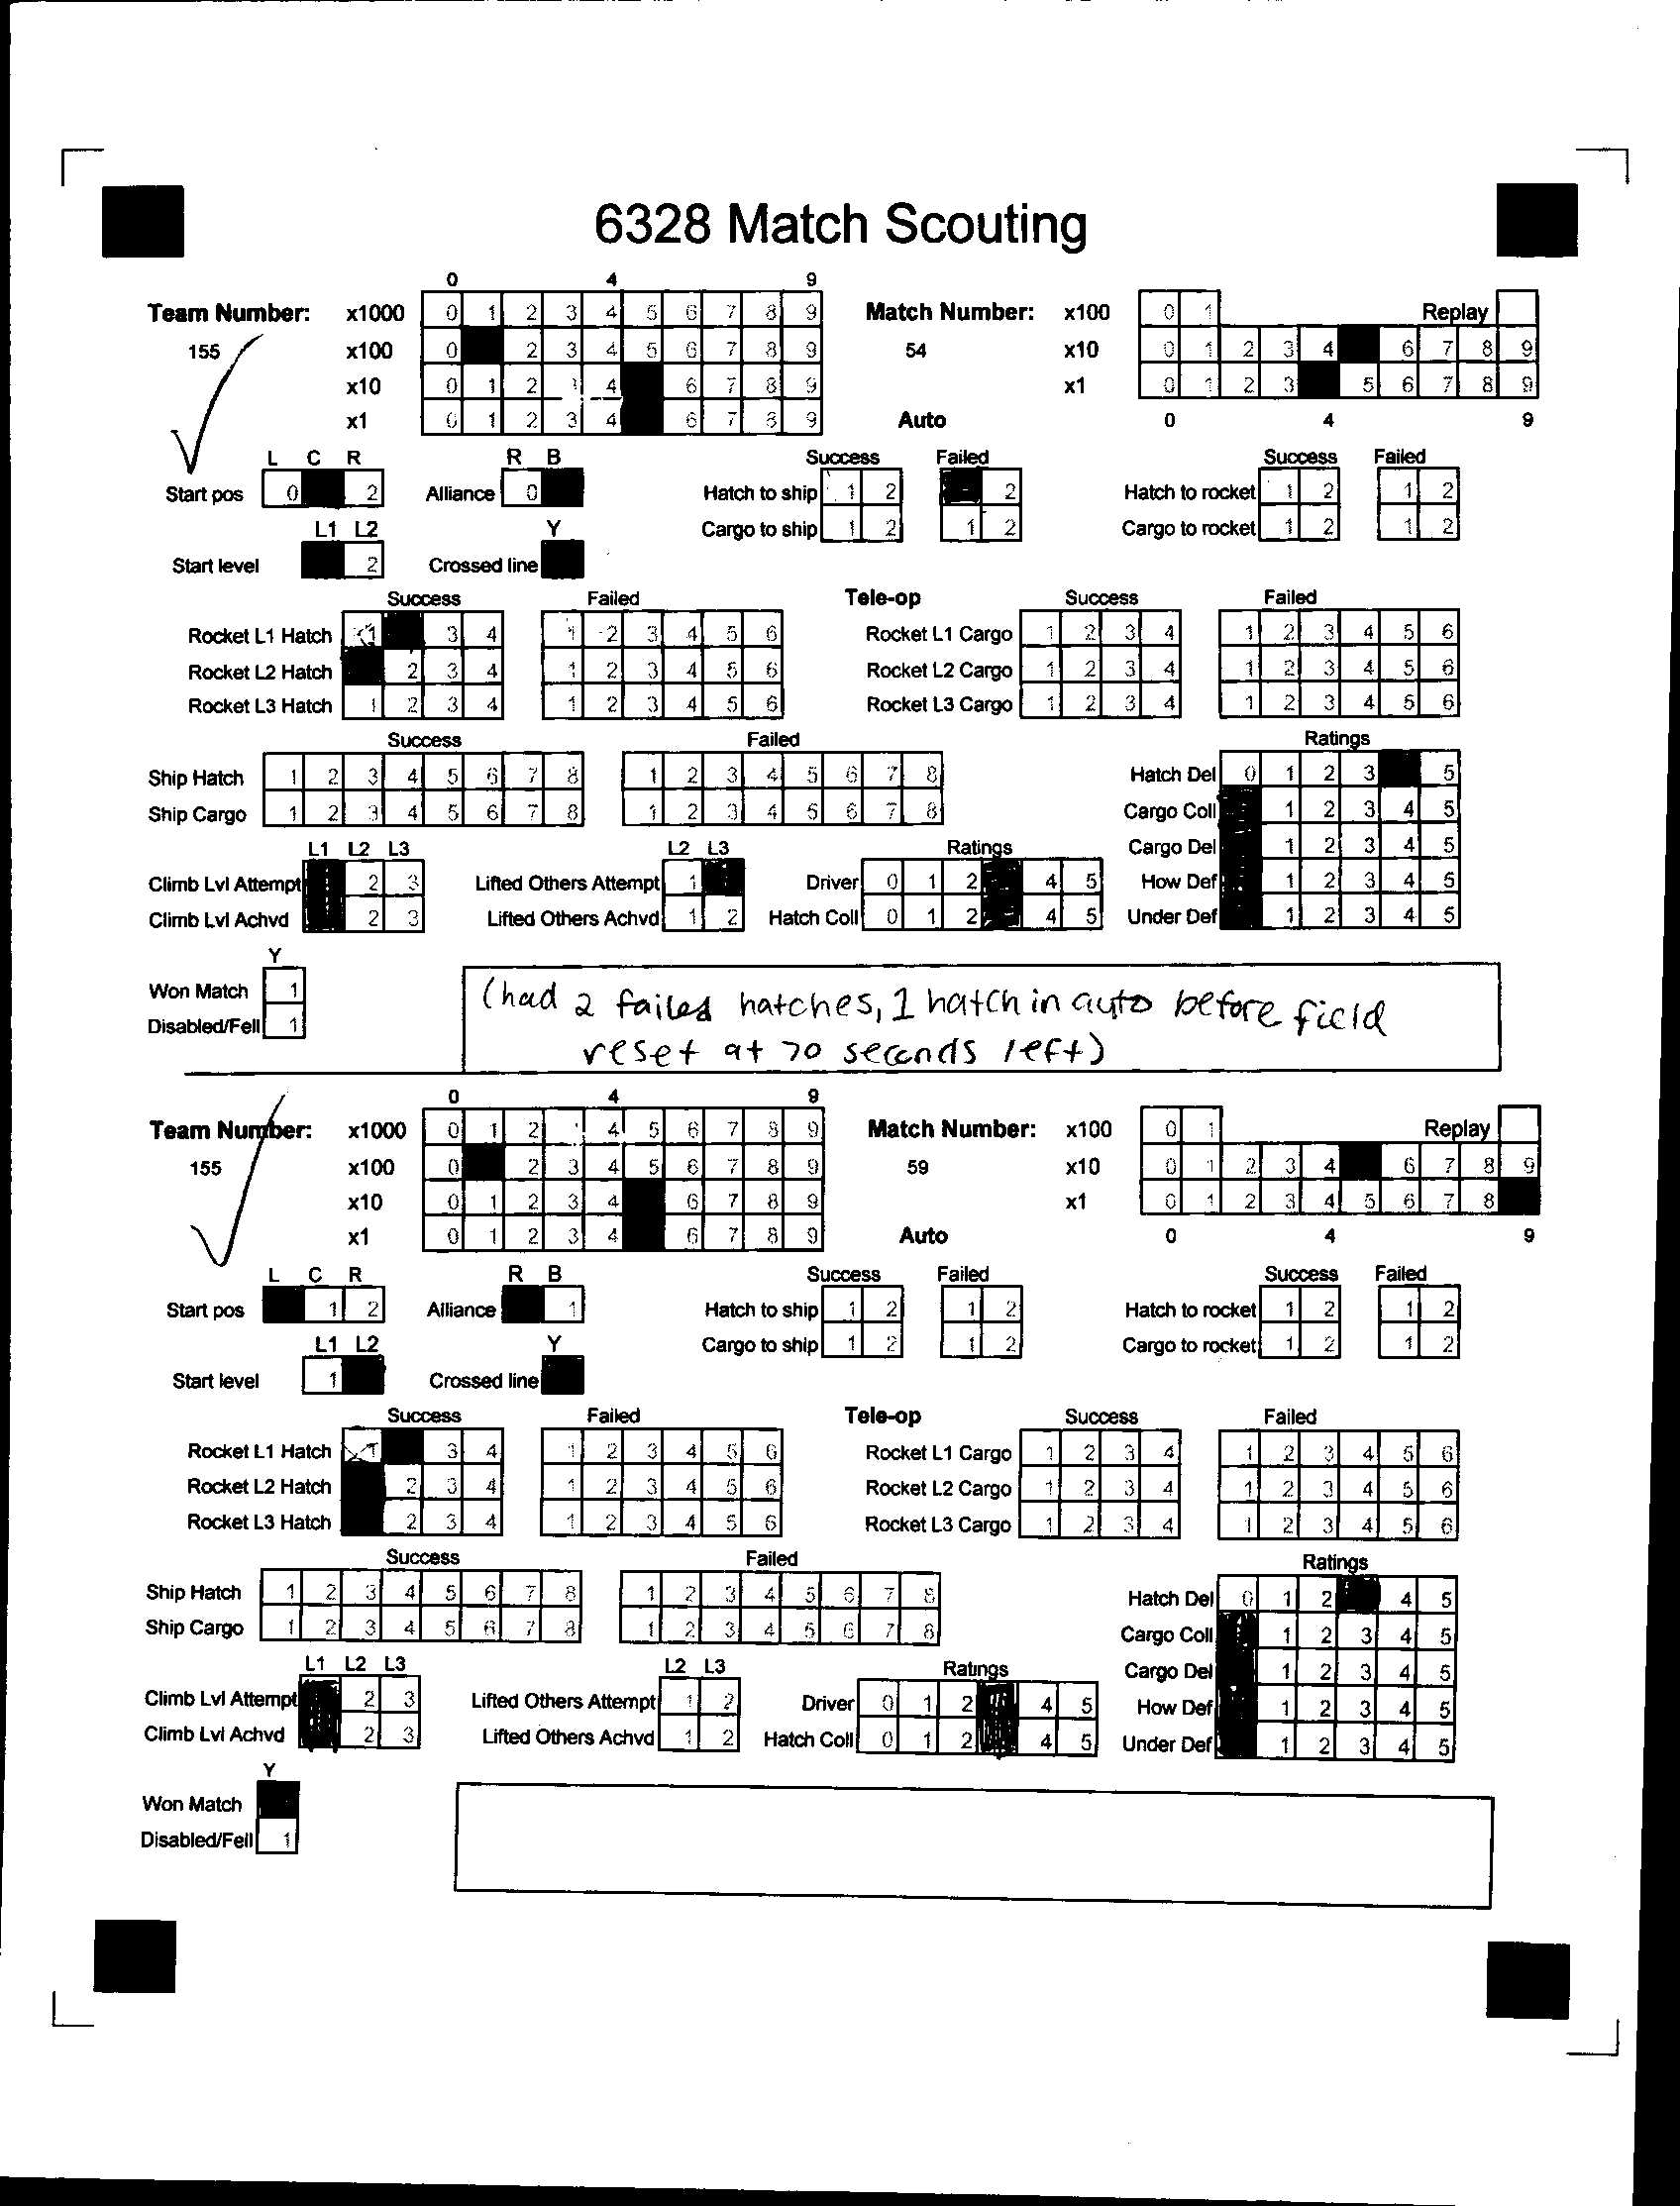 6328 Match Scouting
0 4 9
Team Number: x1000 0 1 2 3 4 5 6 7 8 9 Match Number: x100 0 1 Replay
155 x100 0 2 3 4 5 6 7 8 9 54 x10 0 1 2 3 4 6 7 8 9
x10 0 1 2 3 4 6 7 8 9 x1 0 1 2 3 5 6 7 8 9
x1 0 1 2 3 4 6 7 8 9 Auto 0 4 9
L C R R B Success Failed Success Failed
Start pos 0 2 Alliance 0 Hatch to ship 1 2 2 Hatch to rocket 1 2 1 2
L1 L2 Y Cargo to ship 1 2 1 2 Cargo to rocket 1 2 1 2
Start level 2 Crossed line
Success Failed Tele-op Success Failed
Rocket L1 Hatch 1 3 4 1 2 3 4 5 6 Rocket L1 Cargo 1 2 3 4 1 2 3 4 5 6
Rocket L2 Hatch 2 3 4 1 2 3 4 5 6 Rocket L2 Cargo 1 2 3 4 1 2 3 4 5 6
Rocket L3 Hatch 1 2 3 4 1 2 3 4 5 6 Rocket L3 Cargo 1 2 3 4 1 2 3 4 5 6
Success Failed Ratings
Ship Hatch 1 2 3 4 5 6 7 8 1 2 3 4 5 6 7 8 Hatch Del 0 1 2 3 5
Ship Cargo 1 2 3 4 5 6 7 8 1 2 3 4 5 6 7 8 Cargo Coll 1 2 3 4 5
L1 L2 L3 L2 L3 Ratings Cargo Del 1 2 3 4 5
Climb Lvl Attempt 2 3 Lifted Others Attempt 1 Driver 0 1 2 4 5 How Def 1 2 3 4 5
Climb Lvl Achvd 2 3 Lifted Others Achvd 1 2 Hatch Coll 0 1 2 4 5 Under Def 1 2 3 4 5
Y
Won Match 1
Disabled/Fell 1
(had 2 failed hatches, 1 hatch in auto before field
reset at 70 seconds left)
0 4 9
Team Number: x1000 0 1 2 4 5 6 7 8 9 Match Number: x100 0 1 Replay
155 x100 0 2 3 4 5 6 7 8 9 59 x10 0 1 2 3 4 6 7 8 9
x10 0 1 2 3 4 6 7 8 9 x1 0 1 2 3 4 5 6 7 8
x1 0 1 2 3 4 6 7 8 9 Auto 0 4 9
L C R R B Success Failed Success Failed
Start pos 1 2 Alliance 1 Hatch to ship 1 2 1 2 Hatch to rocket 1 2 1 2
L1 L2 Y Cargo to ship 1 2 1 2 Cargo to rocket 1 2 1 2
Start level 1 Crossed line
Success Failed Tele-op Success Failed
Rocket L1 Hatch 1 3 4 1 2 3 4 5 6 Rocket L1 Cargo 1 2 3 4 1 2 3 4 5 6
Rocket L2 Hatch 2 3 4 1 2 3 4 5 6 Rocket L2 Cargo 1 2 3 4 1 2 3 4 5 6
Rocket L3 Hatch 2 3 4 1 2 3 4 5 6 Rocket L3 Cargo 1 2 3 4 1 2 3 4 5 6
Success Failed Ratings
Ship Hatch 1 2 3 4 5 6 7 8 1 2 3 4 5 6 7 8 Hatch Del 0 1 2 4 5
Ship Cargo 1 2 3 4 5 6 7 8 1 2 3 4 5 6 7 8 Cargo Coll 1 2 3 4 5
L1 L2 L3 L2 L3 Ratings Cargo Del 1 2 3 4 5
Climb Lvl Attempt 2 3 Lifted Others Attempt 1 2 Driver 0 1 2 4 5 How Def 1 2 3 4 5
Climb Lvl Achvd 2 3 Lifted Others Achvd 1 2 Hatch Coll 0 1 2 4 5 Under Def 1 2 3 4 5
Y
Won Match
Disabled/Fell 1